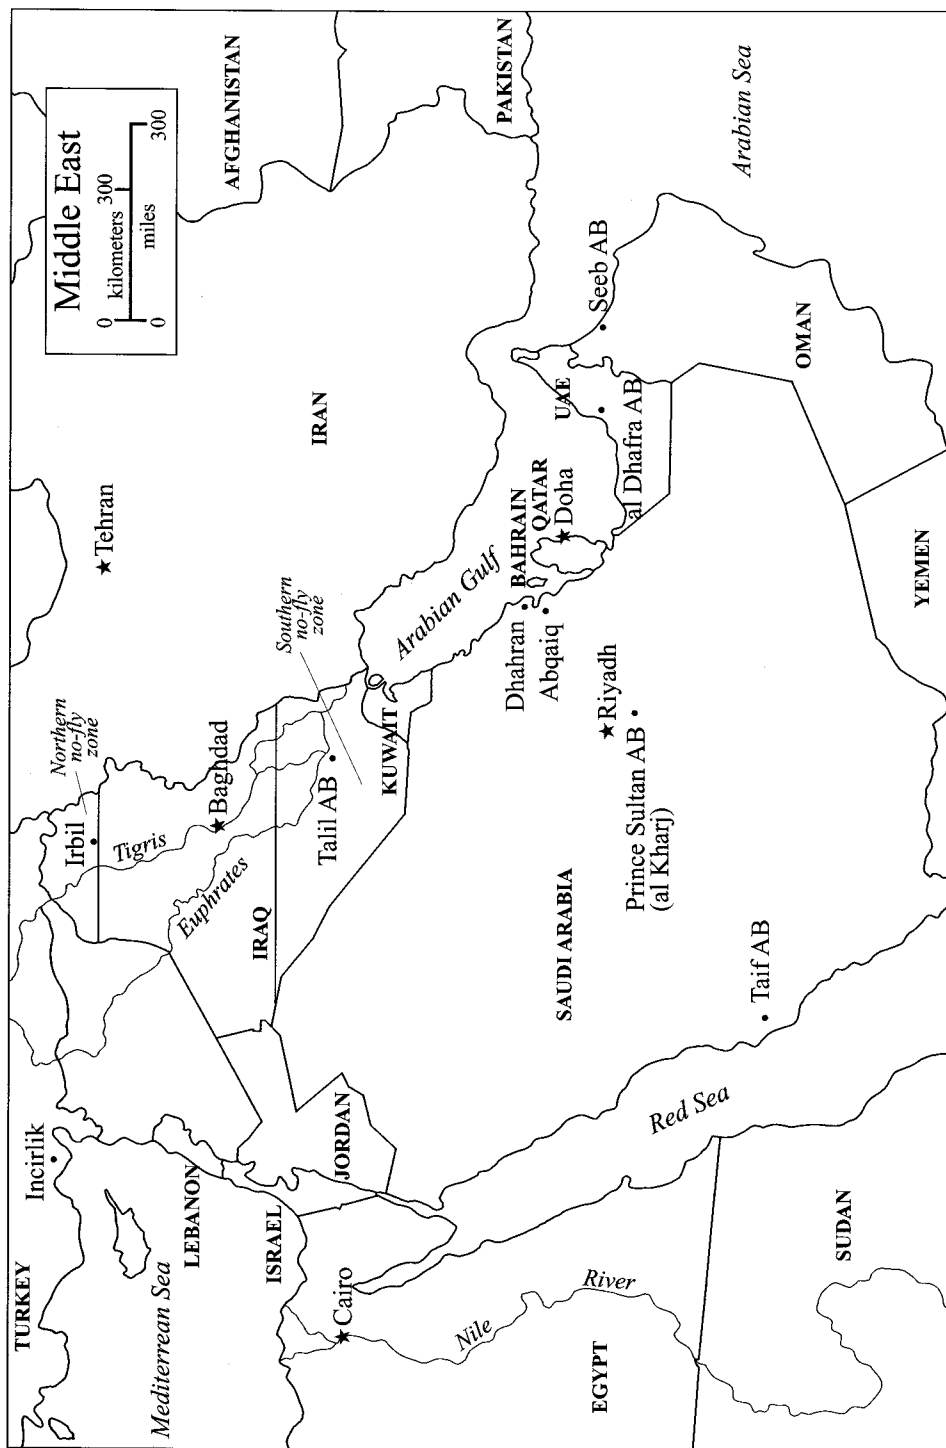 Middle East
0 300
kilometers
miles
0 300
TURKEY
Incirlik
Northern
no-fly
zone
Irbil
Tehran
AFGHANISTAN
Mediterrean Sea
LEBANON
Tigris
Baghdad
Euphrates
IRAQ
ISRAEL
Southern
no-fly
zone
IRAN
Cairo
JORDAN
Talil AB
KUWAIT
Arabian Gulf
PAKISTAN
Nile
River
Dhahran
BAHRAIN
Abqaiq
QATAR
Doha
UAE
Seeb AB
al Dhafra AB
EGYPT
SAUDI ARABIA
Riyadh
Prince Sultan AB
(al Kharj)
Red Sea
Taif AB
Arabian Sea
OMAN
SUDAN
YEMEN